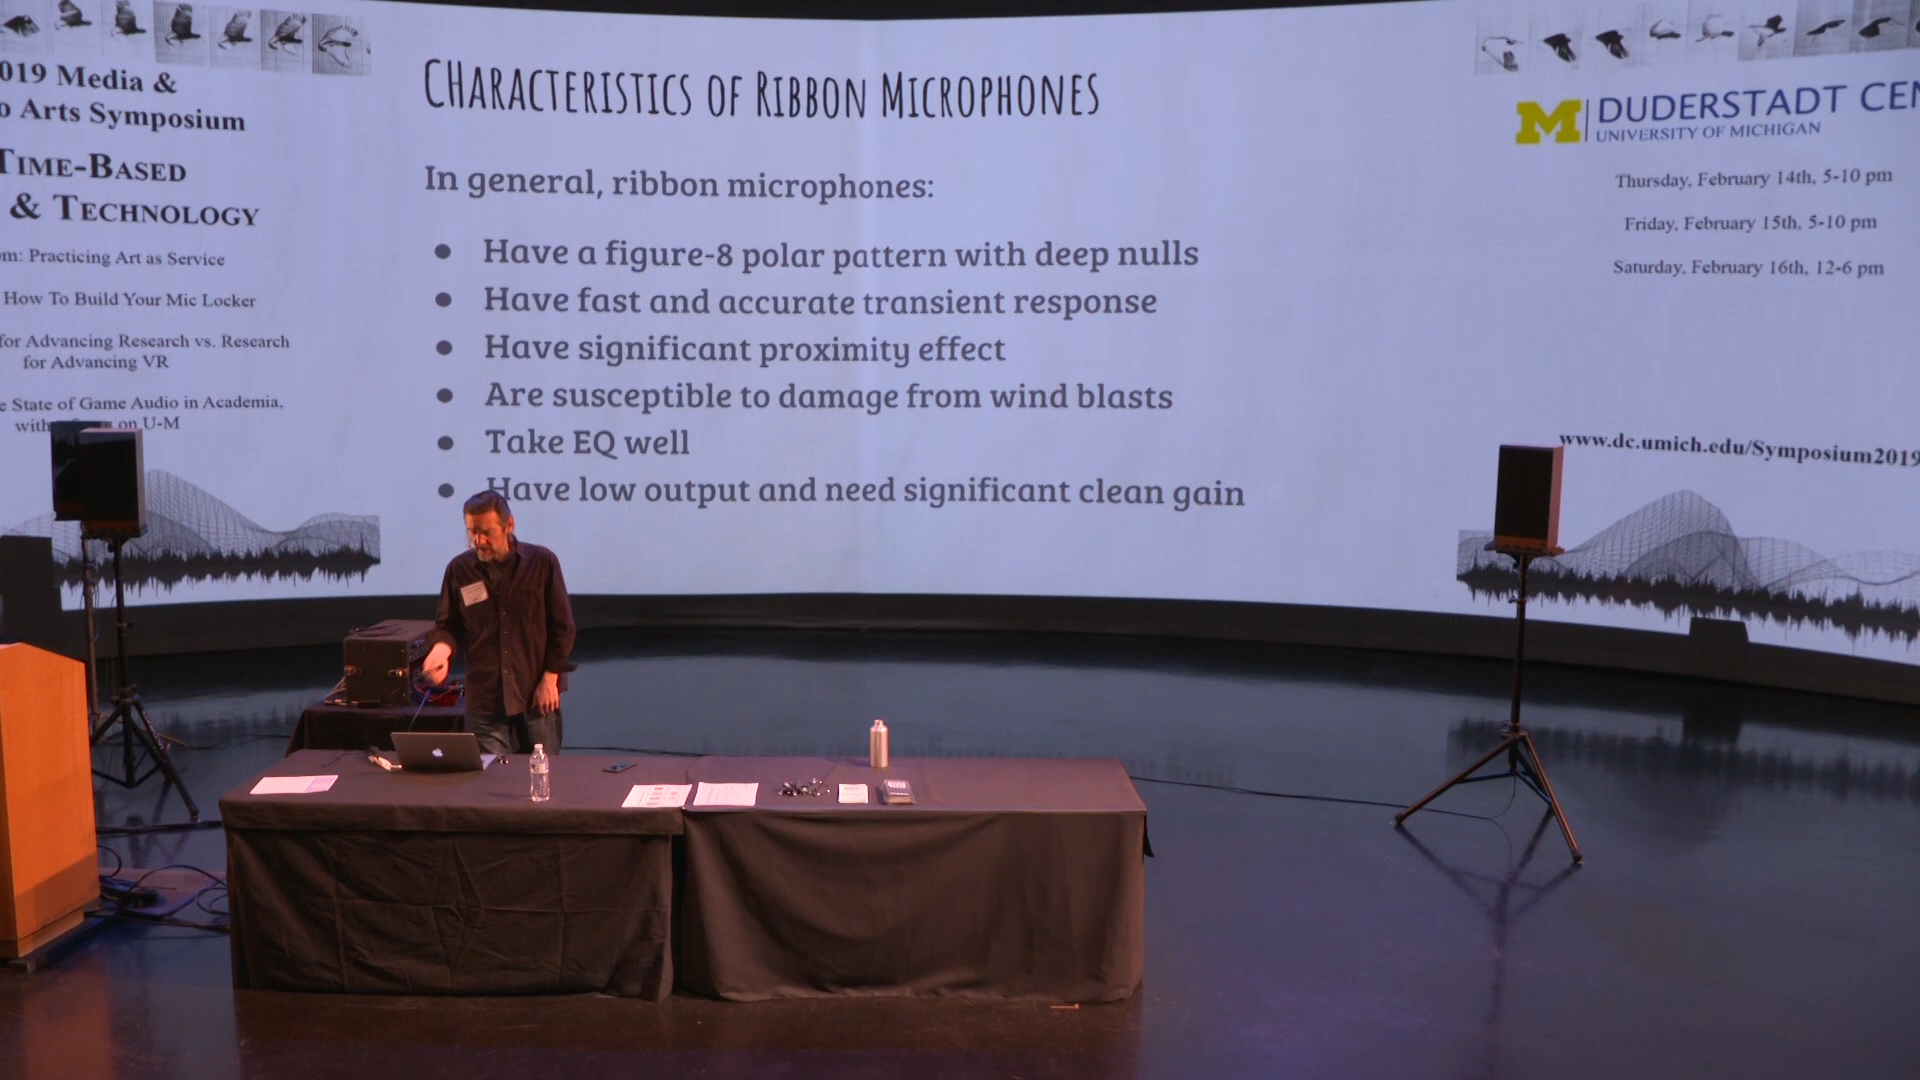 019 Media &
o Arts Symposium
TIME-BASED
& TECHNOLOGY
m: Practicing Art as Service
How To Build Your Mic Locker
for Advancing Research vs. Research
for Advancing VR
e State of Game Audio in Academia,
with on U-M
CHARACTERISTICS OF RIBBON MICROPHONES
In general, ribbon microphones:
● Have a figure-8 polar pattern with deep nulls
● Have fast and accurate transient response
● Have significant proximity effect
● Are susceptible to damage from wind blasts
● Take EQ well
● Have low output and need significant clean gain
M DUDERSTADT CEN
UNIVERSITY OF MICHIGAN
Thursday, February 14th, 5-10 pm
Friday, February 15th, 5-10 pm
Saturday, February 16th, 12-6 pm
www.dc.umich.edu/Symposium2019